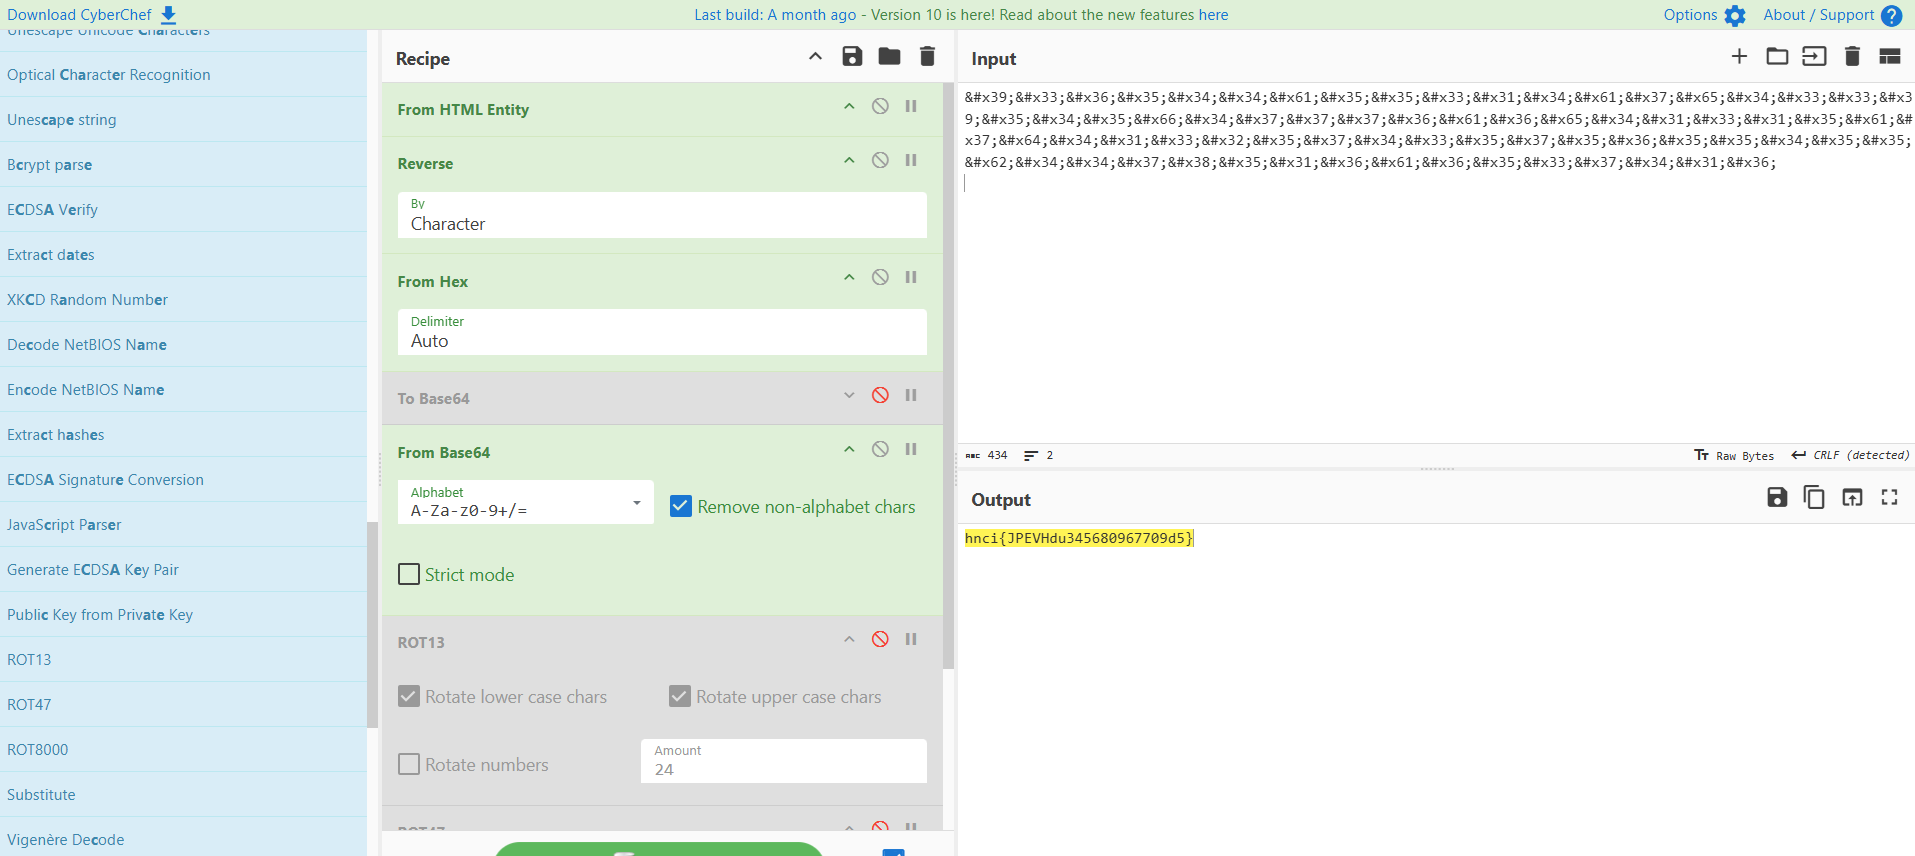 Download CyberChef
Last build: A month ago - Version 10 is here! Read about the new features here
Options
About / Support
Unescape Unicode Characters
Optical Character Recognition
Unescape string
Bcrypt parse
ECDSA Verify
Extract dates
XKCD Random Number
Decode NetBIOS Name
Encode NetBIOS Name
Extract hashes
ECDSA Signature Conversion
JavaScript Parser
Generate ECDSA Key Pair
Public Key from Private Key
ROT13
ROT47
ROT8000
Substitute
Vigenère Decode
Recipe
From HTML Entity
Reverse
By
Character
From Hex
Delimiter
Auto
To Base64
From Base64
Alphabet
A-Za-z0-9+/=
Remove non-alphabet chars
Strict mode
ROT13
Rotate lower case chars
Rotate upper case chars
Rotate numbers
Amount
24
ROT47
Input
&#x39;&#x33;&#x36;&#x35;&#x34;&#x34;&#x61;&#x35;&#x35;&#x33;&#x31;&#x34;&#x61;&#x37;&#x65;&#x34;&#x33;&#x33;&#x3
9;&#x35;&#x34;&#x35;&#x66;&#x34;&#x37;&#x37;&#x37;&#x36;&#x61;&#x36;&#x65;&#x34;&#x31;&#x33;&#x31;&#x35;&#x61;&#x
37;&#x64;&#x34;&#x31;&#x33;&#x32;&#x35;&#x37;&#x34;&#x33;&#x35;&#x37;&#x35;&#x36;&#x35;&#x35;&#x34;&#x35;&#x35;
&#x62;&#x34;&#x34;&#x37;&#x38;&#x35;&#x31;&#x36;&#x61;&#x36;&#x35;&#x33;&#x37;&#x34;&#x31;&#x36;
ABC 434
2
Raw Bytes
CRLF (detected)
Output
hnci{JPEVHdu345680967709d5}